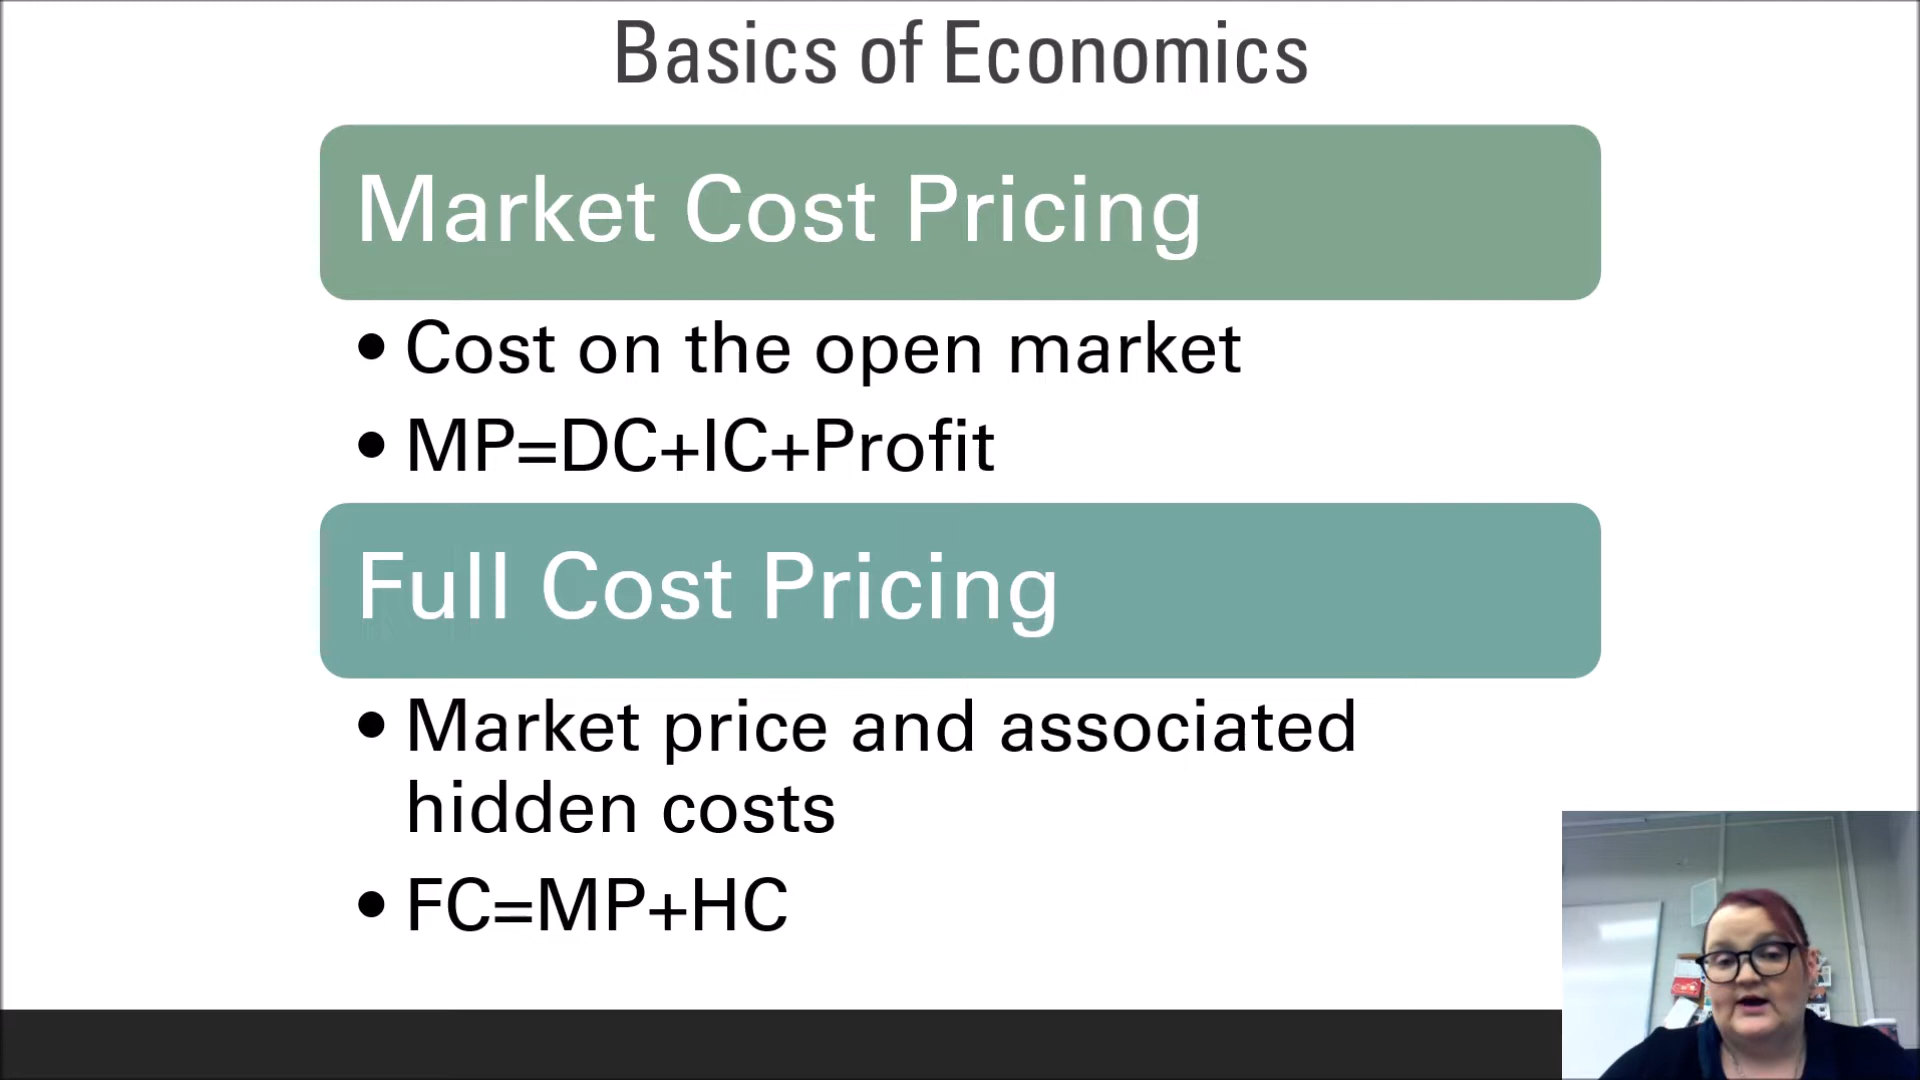 Basics of Economics
Market Cost Pricing
• Cost on the open market
• MP=DC+IC+Profit
Full Cost Pricing
• Market price and associated
hidden costs
• FC=MP+HC